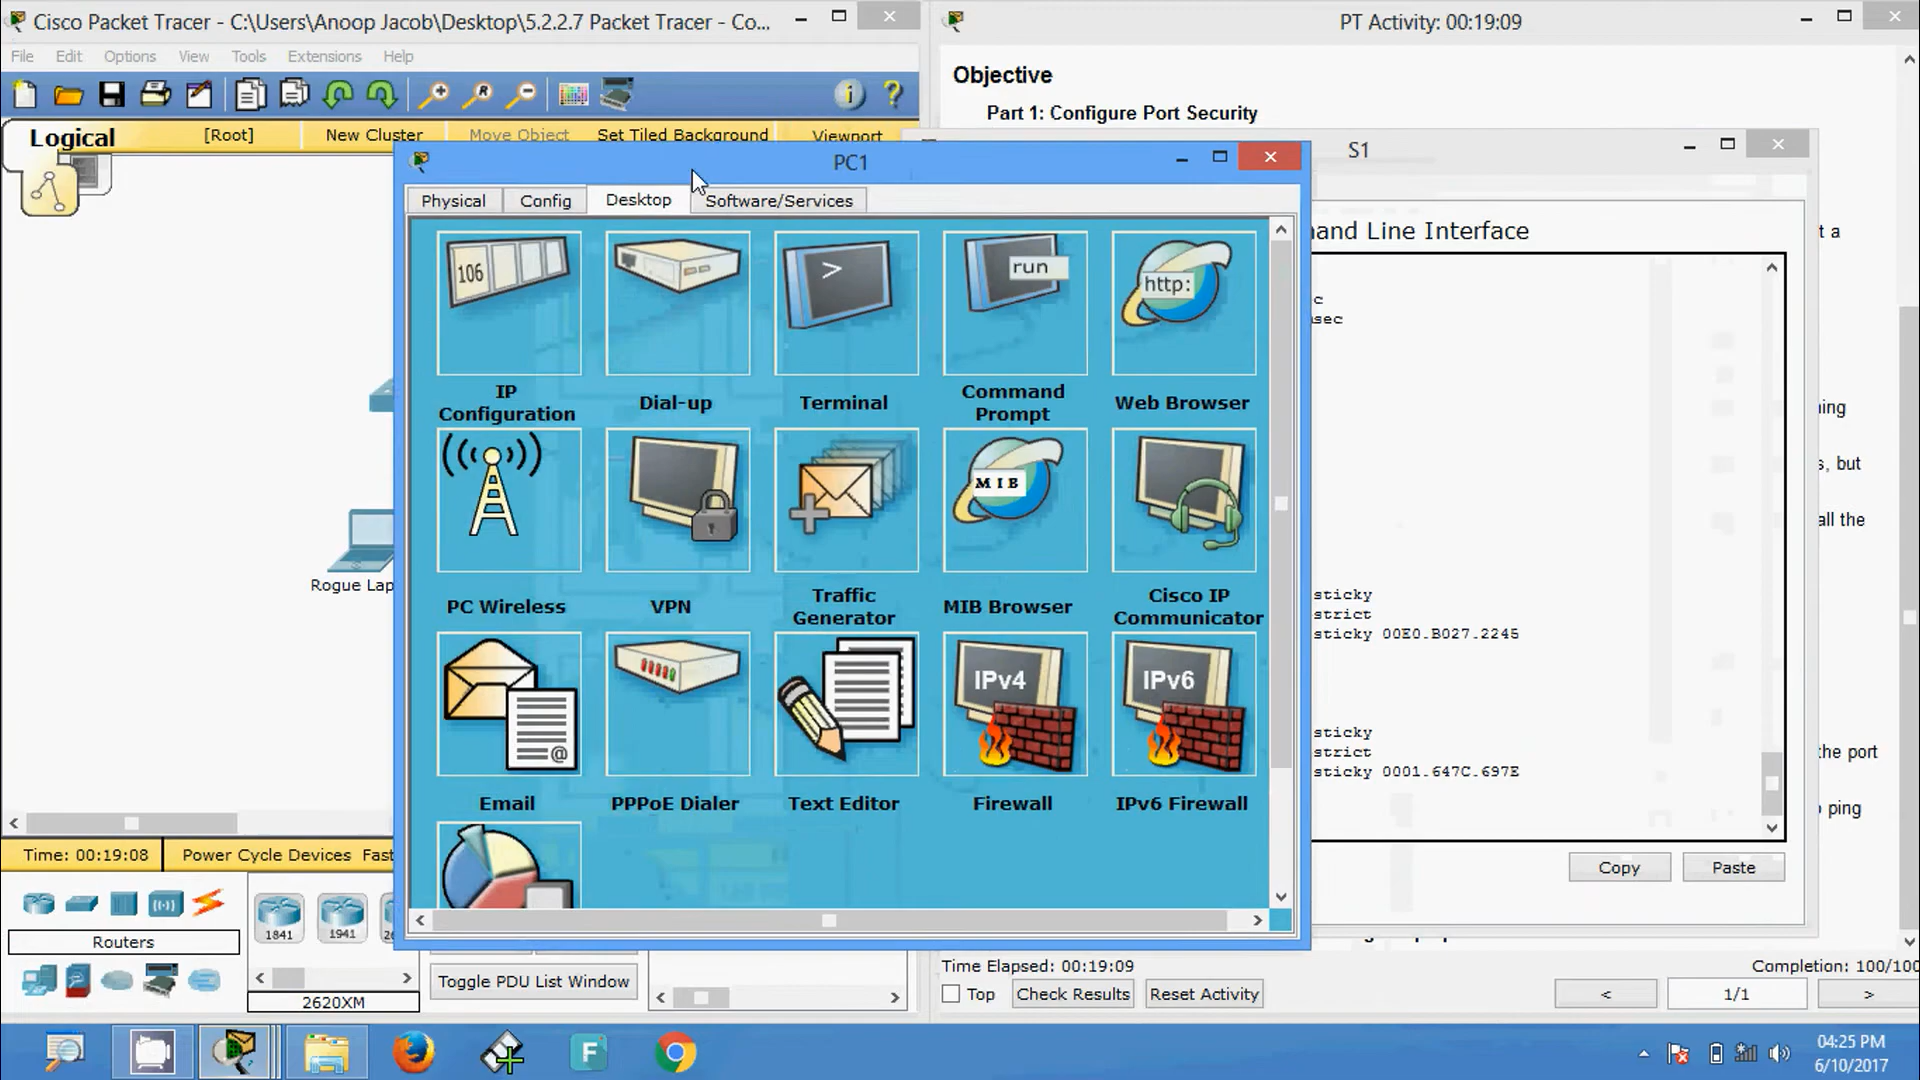 Cisco Packet Tracer - C:\Users\Anoop Jacob\Desktop\5.2.2.7 Packet Tracer - Co...
PT Activity: 00:19:09
File Edit Options View Tools Extensions Help
Objective
Part 1: Configure Port Security
Logical
[Root]
New Cluster
Move Object
Set Tiled Background
Viewport
PC1
S1
Physical
Config
Desktop
Software/Services
and Line Interface
t a
106
>
run
http:
c
sec
IP
Configuration
Dial-up
Terminal
Command
Prompt
Web Browser
ning
s, but
all the
MIB
Rogue Lap
PC Wireless
VPN
Traffic
Generator
MIB Browser
Cisco IP
Communicator
sticky
strict
sticky 00E0.B027.2245
IPv4
IPv6
@
sticky
strict
sticky 0001.647C.697E
the port
ping
Email
PPPoE Dialer
Text Editor
Firewall
IPv6 Firewall
Time: 00:19:08
Power Cycle Devices Fast
Copy
Paste
1841
1941
26
Routers
2620XM
Toggle PDU List Window
Time Elapsed: 00:19:09
Completion: 100/100
Top
Check Results
Reset Activity
<
1/1
>
F
04:25 PM
6/10/2017